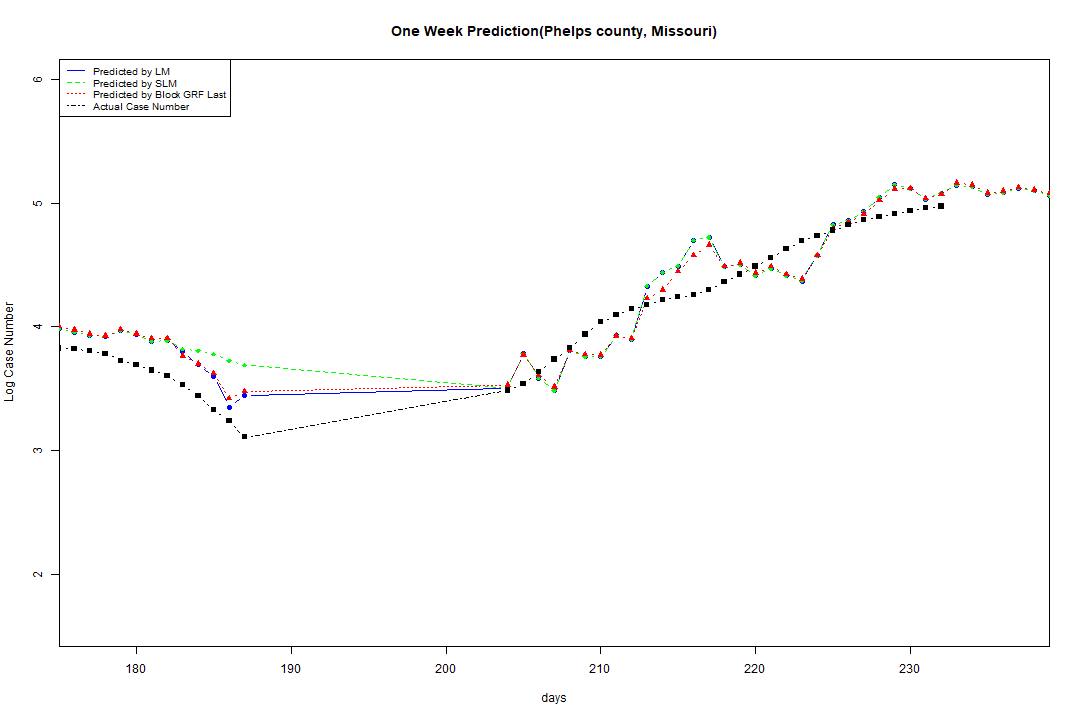 One Week Prediction(Phelps county, Missouri)
Predicted by LM
Predicted by SLM
Predicted by Block GRF Last
Actual Case Number
6
5
4
3
2
Log Case Number
180 190 200 210 220 230
days